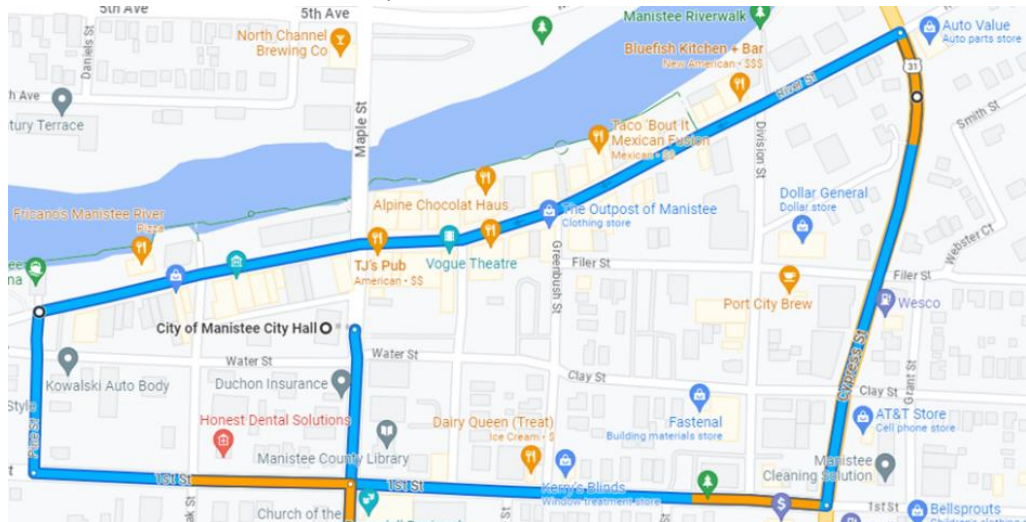 5th Ave
5th Ave
Daniels St
North Channel
Brewing Co
Manistee Riverwalk
Auto Value
Auto parts store
Bluefish Kitchen + Bar
New American · $$$
31
River St
th Ave
tury Terrace
Maple St
Smith St
Taco 'Bout It
Mexican Fusion
Mexican · $$
Division St
Alpine Chocolat Haus
Dollar General
Dollar store
Fricano's Manistee River
Pizza
The Outpost of Manistee
Clothing store
Webster Ct
TJ's Pub
American · $$
Vogue Theatre
Greenbush St
Filer St
Filer St
Port City Brew
Wesco
City of Manistee City Hall
Water St
Water St
Cypress St
Grant St
Kowalski Auto Body
Duchon Insurance
Clay St
Clay St
Style
Pine St
Honest Dental Solutions
Dairy Queen (Treat)
Ice Cream · $
Fastenal
Building materials store
AT&T Store
Cell phone store
Manistee County Library
Manistee
Cleaning Solution
1st St
1st St
Kerry's Blinds
Window treatment store
$
1st St
ak St
Church of the
Bellsprouts